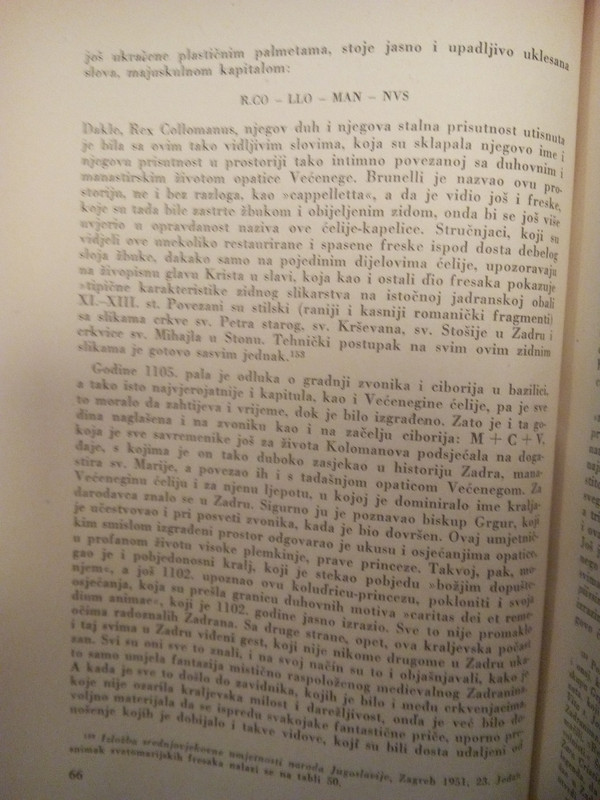 još ukračene plastičnim palmetama, stoje jasno i upadljivo uklesana
slova, majuskulnom kapitalom:
R.CO – LLO – MAN – NVS
Dakle, Rex Collomanus, njegov duh i njegova stalna prisutnost utisnuta
je bila sa ovim tako vidljivim slovima, koja su sklapala njegovo ime i
njegovu prisutnost u prostoriji tako intimno povezanoj sa duhovnim i
manastirskim životom opatice Većenege. Brunelli je nazvao ovu pro-
storiju, ne i bez razloga, kao »cappelletta«, a da je vidio još i freske,
koje su tada bile zastrte žbukom i obijeljenim zidom, onda bi se još više
uvjerio u opravdanost naziva ove ćelije-kapelice. Stručnjaci, koji su
vidjeli ove unekoliko restaurirane i spasene freske ispod dosta debelog
sloja žbuke, dakako samo na pojedinim dijelovima ćelije, upozoravaju
na živopisnu glavu Krista u slavi, koja kao i ostali dio fresaka pokazuje
»tipične karakteristike zidnog slikarstva na istočnoj jadranskoj obali
XI.–XIII. st. Povezani su stilski (raniji i kasniji romanički fragmenti)
sa slikama crkve sv. Petra starog, sv. Krševana, sv. Stošije u Zadru i
crkvice sv. Mihajla u Stonu. Tehnički postupak na svim ovim zidnim
slikama je gotovo sasvim jednak.¹⁵³
Godine 1105. pala je odluka o gradnji zvonika i ciborija u bazilici,
a tako isto najvjerojatnije i kapitula, kao i Većenegine ćelije, pa je sve
to moralo da zahtijeva i vrijeme, dok je bilo izgrađeno. Zato je i ta go-
dina naglašena i na zvoniku kao i na začelju ciborija: M + C + V,
koja je sve savremenike još za života Kolomanova podsjećala na doga-
đaje, s kojima je on tako duboko zasjekao u historiju Zadra, mana-
stira sv. Marije, a povezao ih i s tadašnjom opaticom Većenegom. Za
Većeneginu ćeliju i za njenu ljepotu, u kojoj je dominiralo ime kralja-
darodavca znalo se u Zadru. Sigurno ju je poznavao biskup Grgur, koji
je učestvovao i pri posveti zvonika, kada je bio dovršen. Ovaj umjetnič-
kim smislom izgrađeni prostor odgovarao je ukusu i osjećanjima opatice,
u profanom životu visoke plemkinje, prave princeze. Takvoj, pak, mo-
gao je i pobjedonosni kralj, koji je stekao pobjedu »božjim dopušte-
njem«, a još 1102. upoznao ovu koludricu-princezu, pokloniti i svoja
osjećanja, koja su prešla granicu duhovnih motiva »caritas dei et reme-
dium animae«, koji je 1102. godine jasno izrazio. Sve to nije promaklo
očima radoznalih Zadrana. Sa druge strane, opet, ova kraljevska počast
i taj svima u Zadru viđeni gest, koji nije nikome drugome u Zadru uka-
zan. Svi su oni sve to znali, i na svoj način su to i objašnjavali, kako je
to samo umjela fantazija mistično raspoloženog medievalnog Zadranina.
A kada je sve to došlo do zavidnika, kojih je bilo i među crkvenjacima,
koje nije ozarila kraljevska milost i darežljivost, onda je već bilo do-
voljno materijala da se ispredu svakojake fantastične priče, uporno pre-
nošenje kojih je dobijalo i takve vidove, koji su bili dosta udaljeni od
¹⁵³ Izložba srednjovjekovne umjetnosti naroda Jugoslavije, Zagreb 1951, 23. Jedan
snimak svetomarijskih fresaka nalazi se na tabli 50.
66